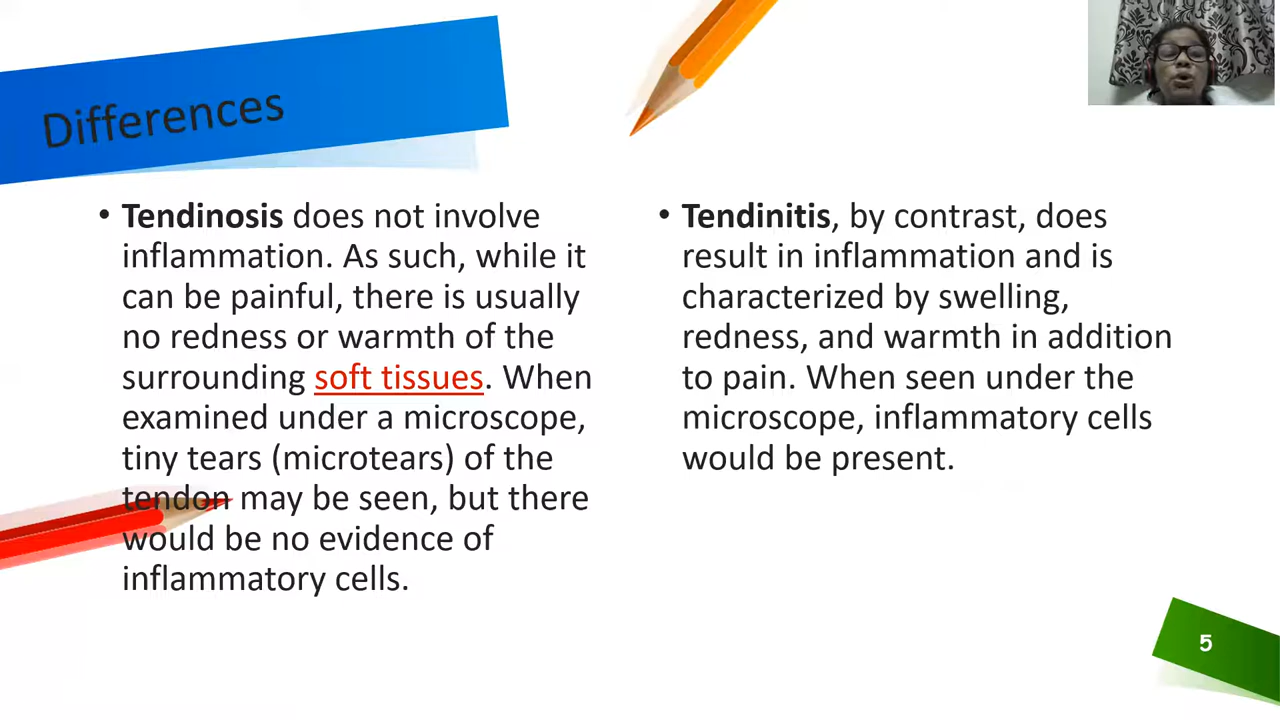 Differences
• Tendinosis does not involve
inflammation. As such, while it
can be painful, there is usually
no redness or warmth of the
surrounding soft tissues. When
examined under a microscope,
tiny tears (microtears) of the
tendon may be seen, but there
would be no evidence of
inflammatory cells.
• Tendinitis, by contrast, does
result in inflammation and is
characterized by swelling,
redness, and warmth in addition
to pain. When seen under the
microscope, inflammatory cells
would be present.
5